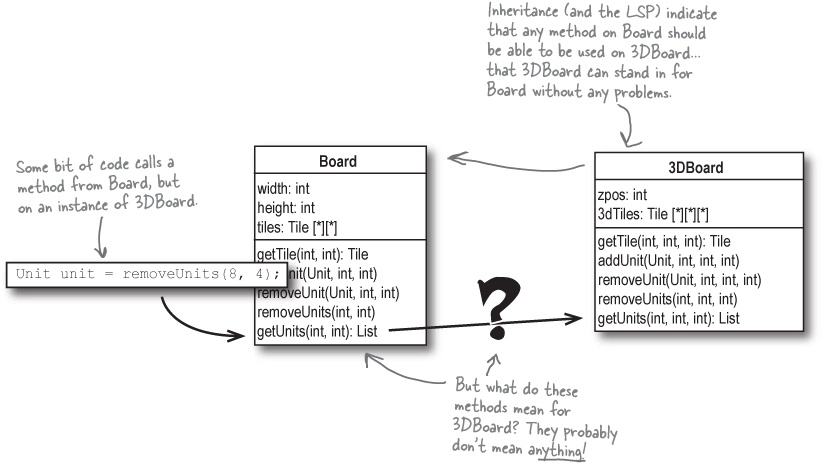 Inheritance (and the LSP) indicate
that any method on Board should
be able to be used on 3DBoard...
that 3DBoard can stand in for
Board without any problems.
Some bit of code calls a
method from Board, but
on an instance of 3DBoard.
Board
width: int
height: int
tiles: Tile [*][*]
getTile(int, int): Tile
nit(Unit, int, int)
removeUnit(Unit, int, int)
removeUnits(int, int)
getUnits(int, int): List
Unit unit = removeUnits(8, 4);
?
3DBoard
zpos: int
3dTiles: Tile [*][*][*]
getTile(int, int, int): Tile
addUnit(Unit, int, int, int)
removeUnit(Unit, int, int, int)
removeUnits(int, int, int)
getUnits(int, int, int): List
But what do these
methods mean for
3DBoard? They probably
don't mean anything!